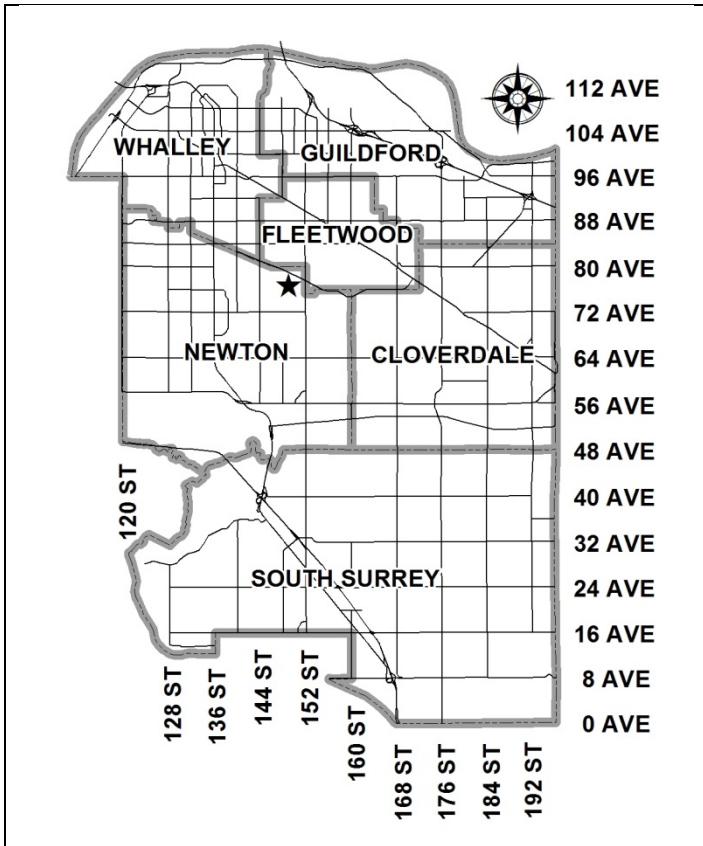 112 AVE
104 AVE
WHALLEY
GUILDFORD
96 AVE
88 AVE
FLEETWOOD
80 AVE
72 AVE
NEWTON
CLOVERDALE
64 AVE
56 AVE
48 AVE
40 AVE
120 ST
32 AVE
SOUTH SURREY
24 AVE
16 AVE
8 AVE
0 AVE
128 ST
136 ST
144 ST
152 ST
160 ST
168 ST
176 ST
184 ST
192 ST